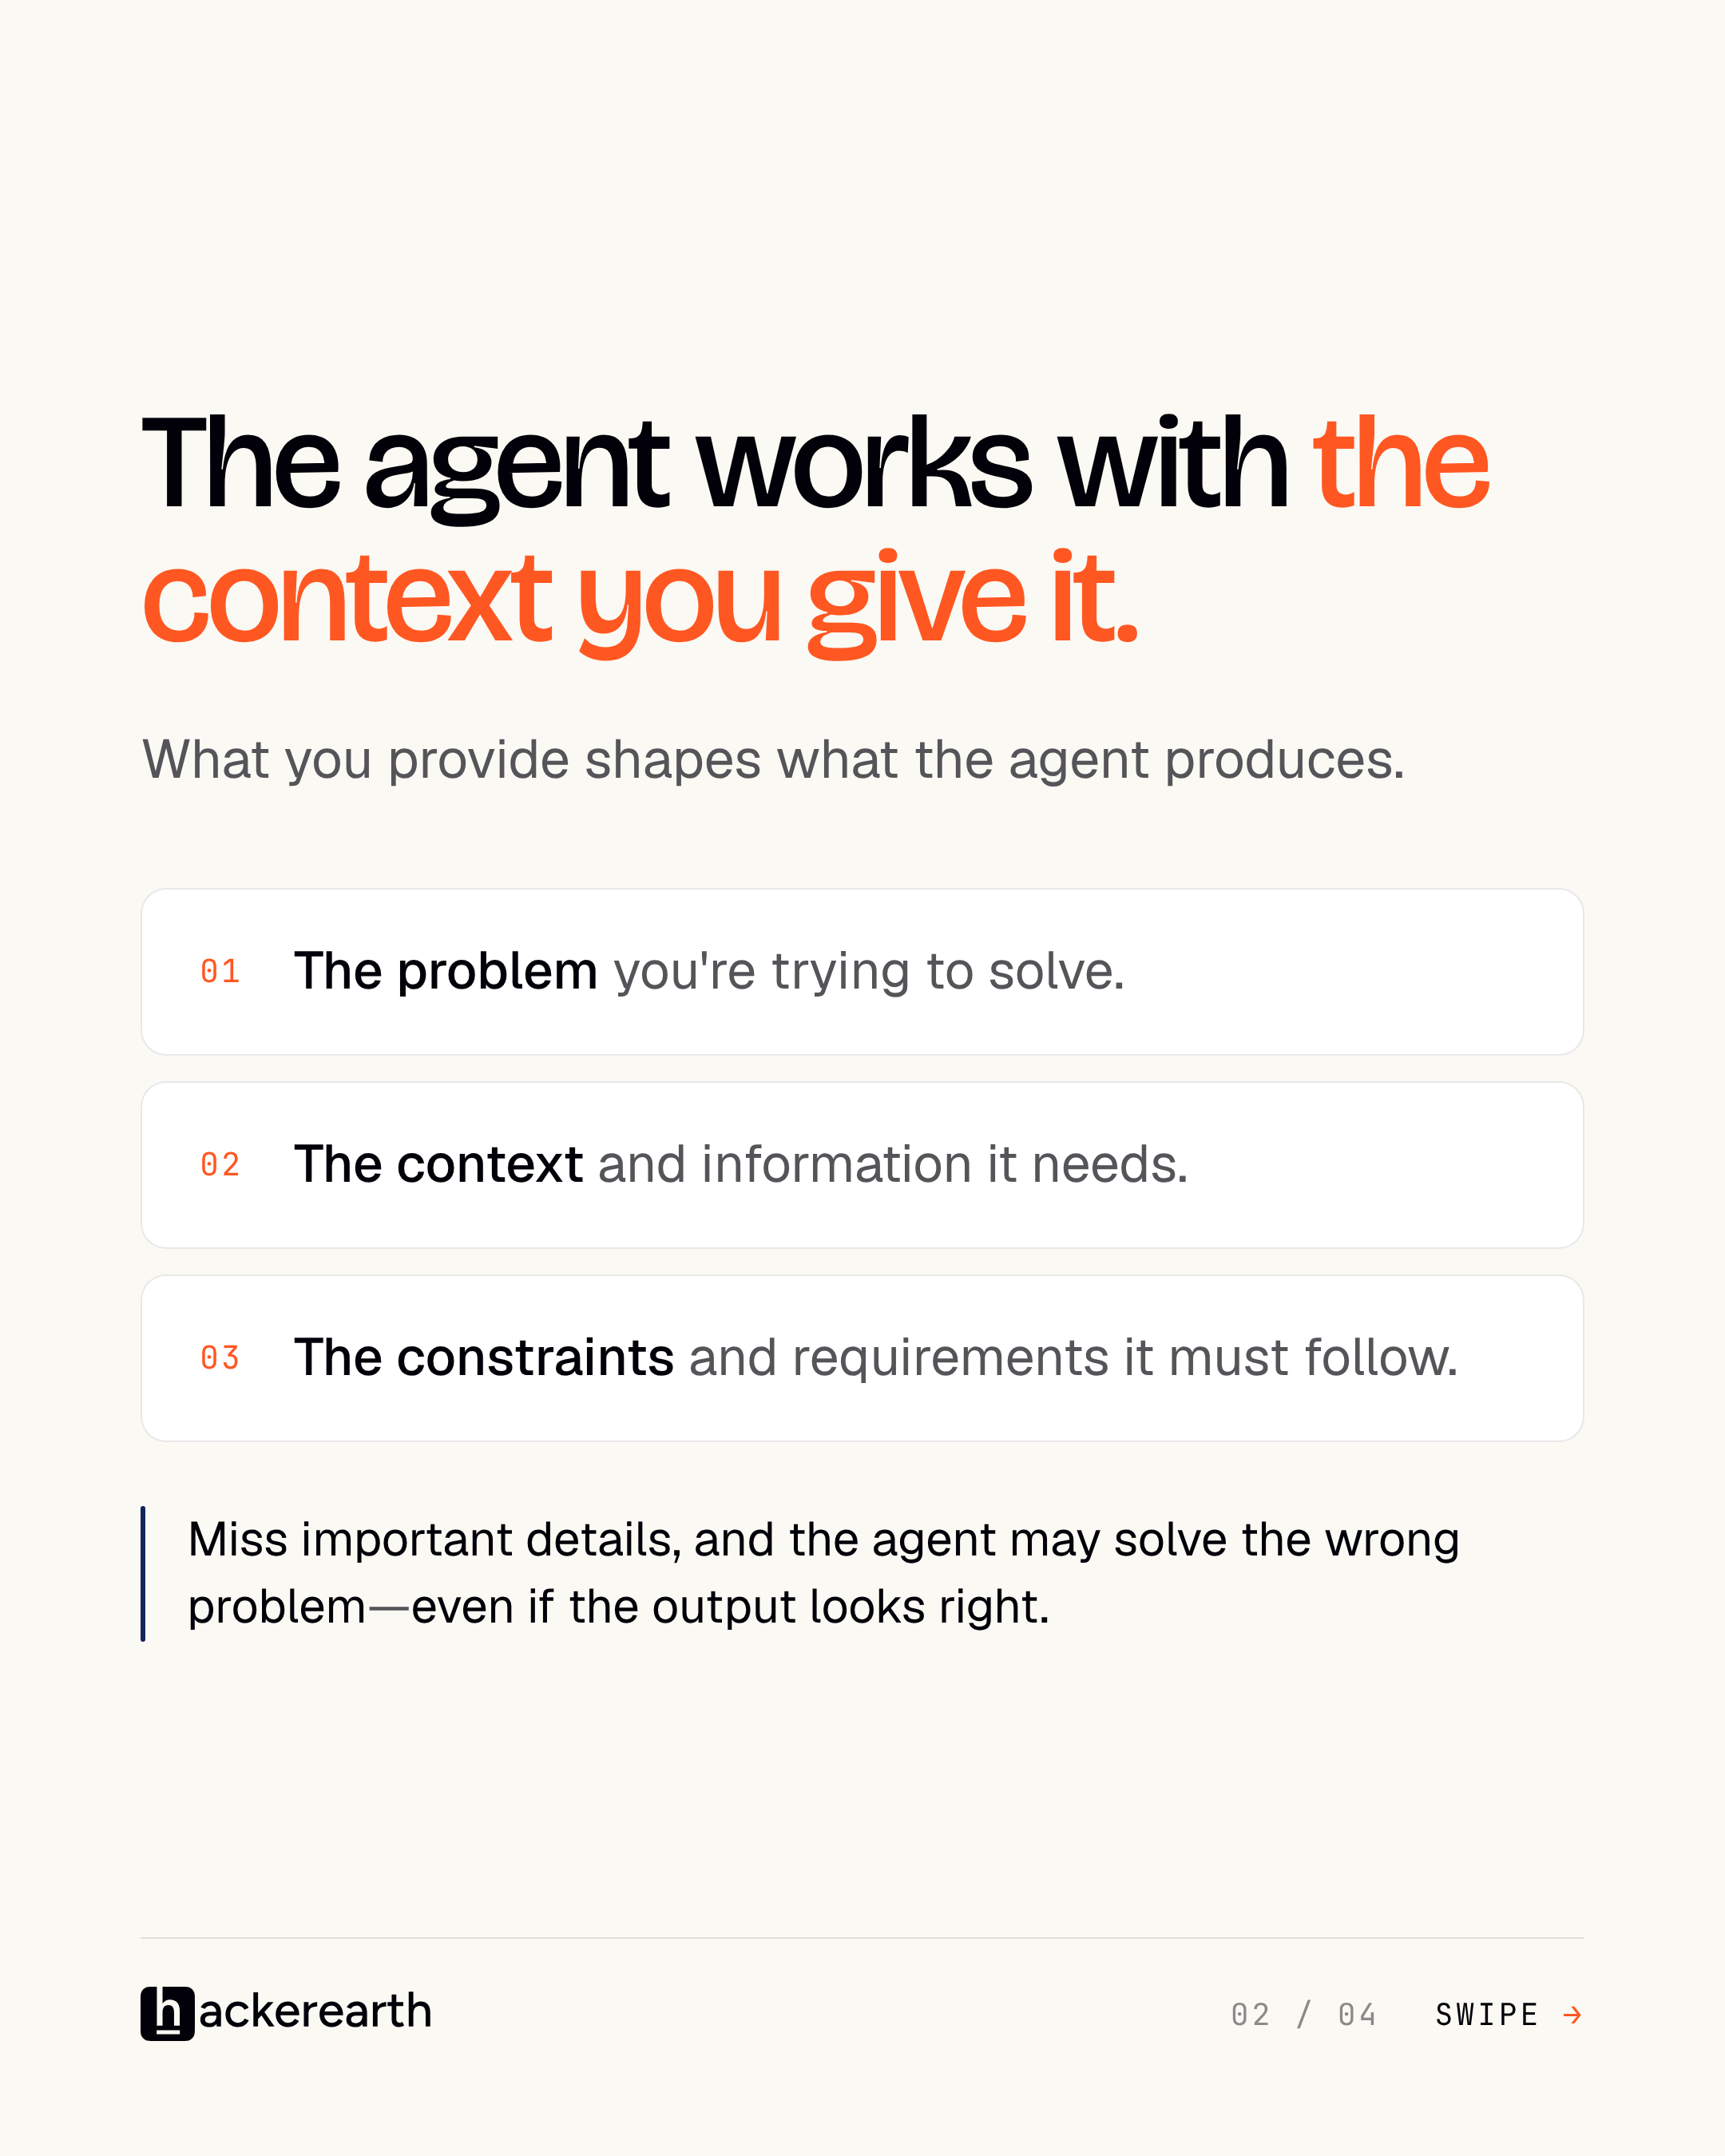 The agent works with the
context you give it.
What you provide shapes what the agent produces.
01 The problem you're trying to solve.
02 The context and information it needs.
03 The constraints and requirements it must follow.
Miss important details, and the agent may solve the wrong
problem—even if the output looks right.
hackerearth 02 / 04 SWIPE →